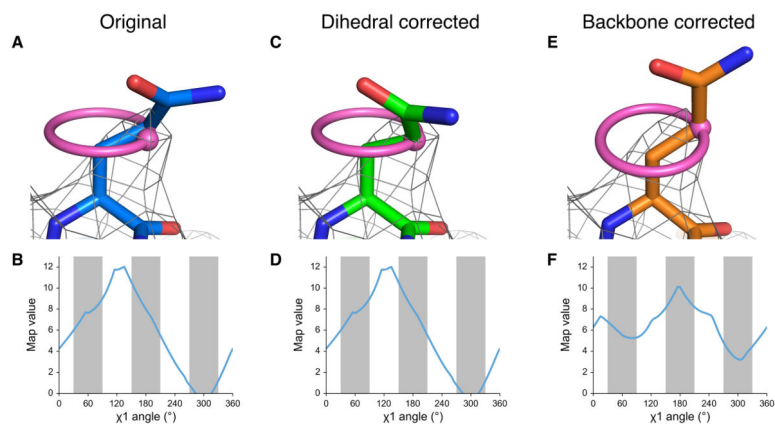 Original
Dihedral corrected
Backbone corrected
A
C
E
B
12
10
8
6
4
2
0
Map value
0 60 120 180 240 300 360
χ1 angle (°)
D
12
10
8
6
4
2
0
Map value
0 60 120 180 240 300 360
χ1 angle (°)
F
12
10
8
6
4
2
0
Map value
0 60 120 180 240 300 360
χ1 angle (°)